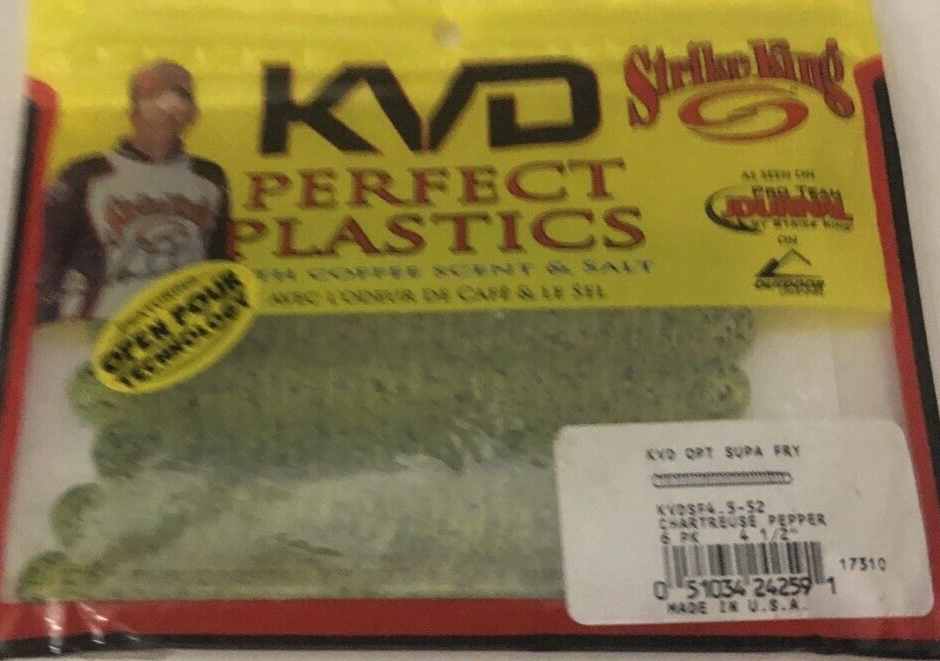 KVD
Strike King
PERFECT
PLASTICS
COFFEE SCENT & SALT
AVEC L'ODEUR DE CAFÉ & LE SEL
AS SEEN ON
PRO TEAM
JOURNAL
BY STRIKE KING
ON
OUTDOOR
CHANNEL
FEATURING
OPEN POUR
TECHNOLOGY
KVD OPT SUPA FRY
KVDSF4.5-52
CHARTREUSE PEPPER
6 PK 4 1/2"
17310
0 51034 24259 1
MADE IN U.S.A.